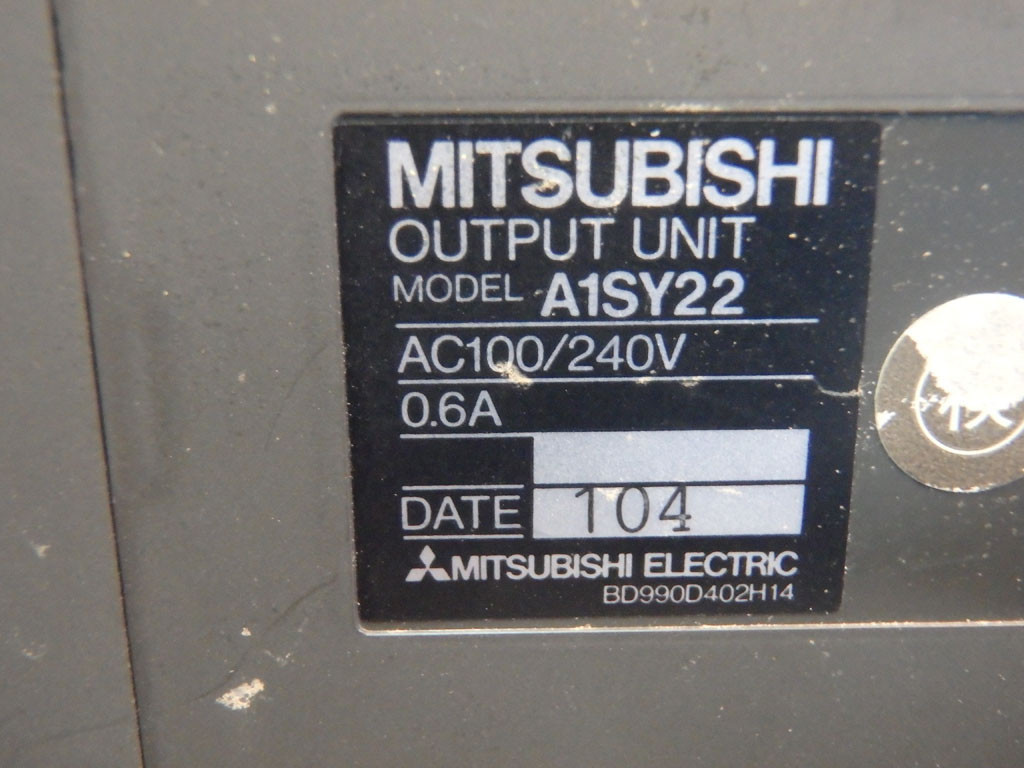 MITSUBISHI
OUTPUT UNIT
MODEL A1SY22
AC100/240V
0.6A
DATE 104
MITSUBISHI ELECTRIC
BD990D402H14